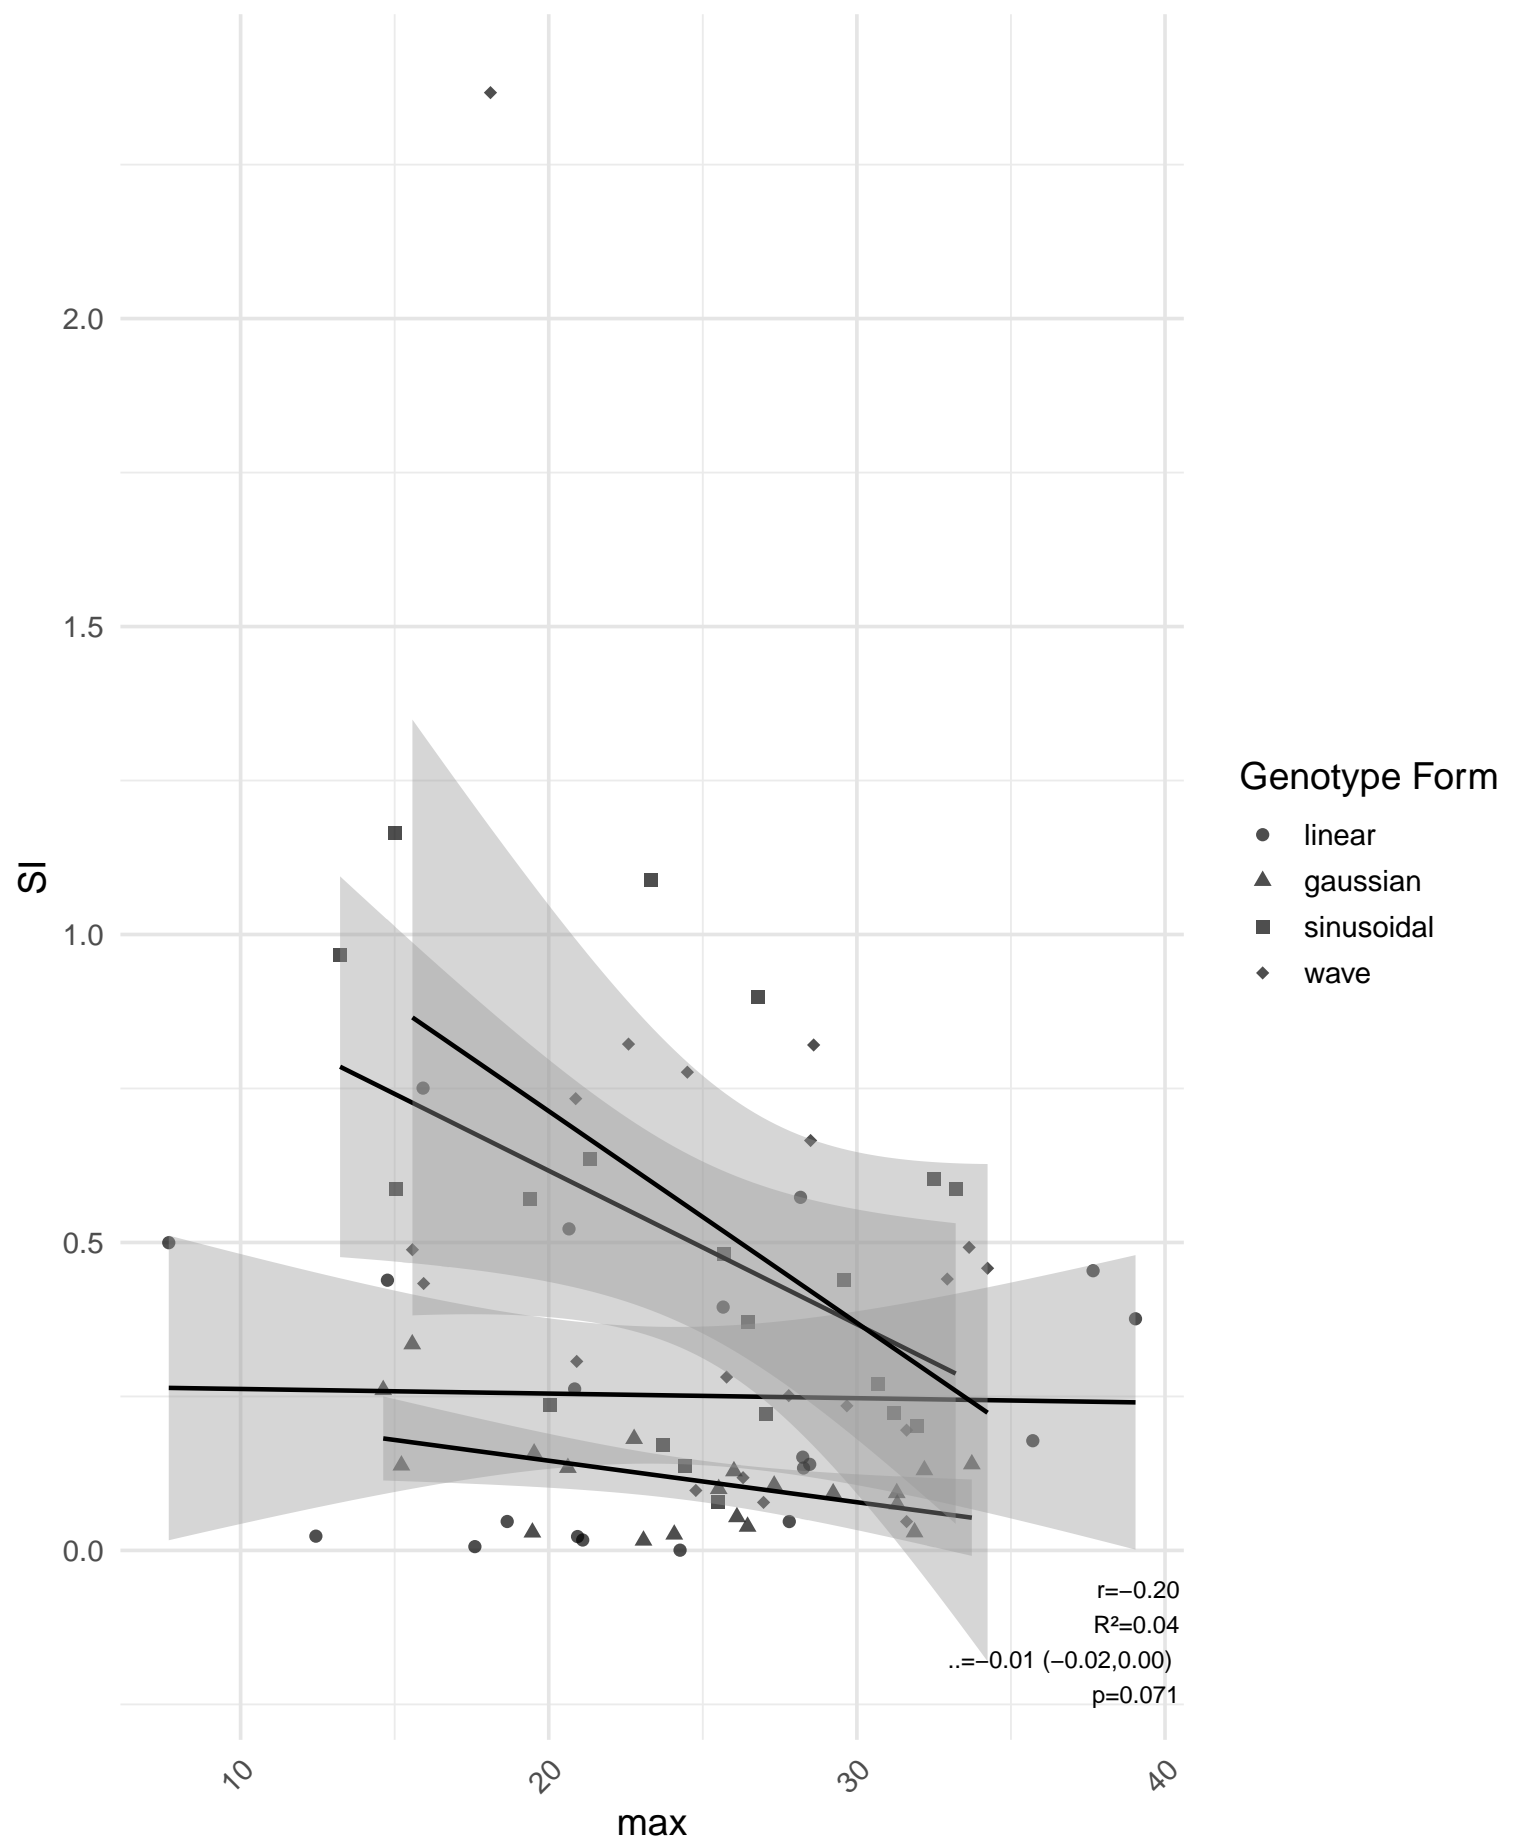 2.0
1.5
1.0
0.5
0.0
SI
10
20
30
40
max
r=−0.20
R²=0.04
..=−0.01 (−0.02,0.00)
p=0.071
Genotype Form
linear
gaussian
sinusoidal
wave